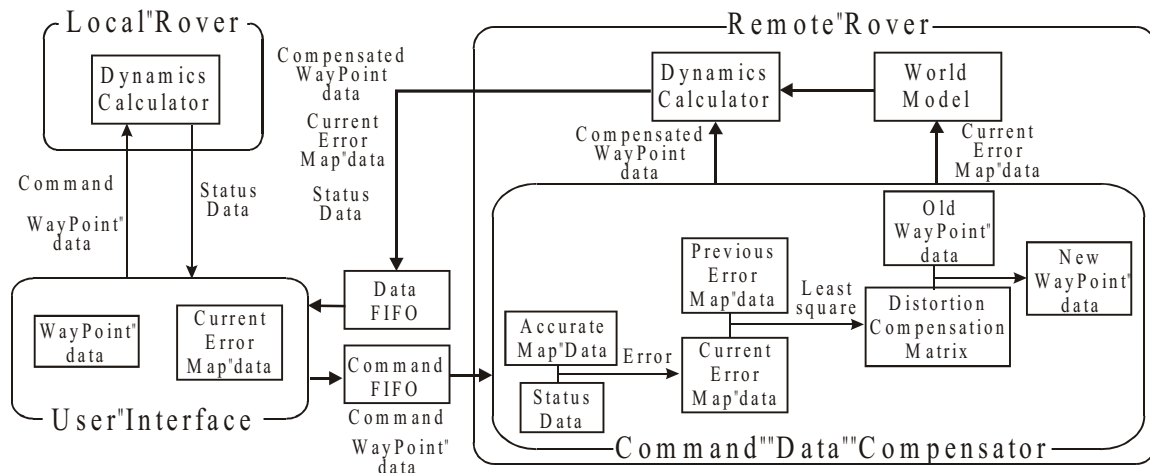 Local"Rover
Dynamics
Calculator
Command
WayPoint"
data
Status
Data
Compensated
WayPoint
data
Current
Error
Map"data
Status
Data
Remote"Rover
Dynamics
Calculator
World
Model
Compensated
WayPoint
data
Current
Error
Map"data
WayPoint"
data
Current
Error
Map"data
User"Interface
Data
FIFO
Command
FIFO
Command
WayPoint"
data
Accurate
Map"Data
Status
Data
Error
Previous
Error
Map"data
Current
Error
Map"data
Least
square
Old
WayPoint"
data
Distortion
Compensation
Matrix
New
WayPoint"
data
Command""Data""Compensator